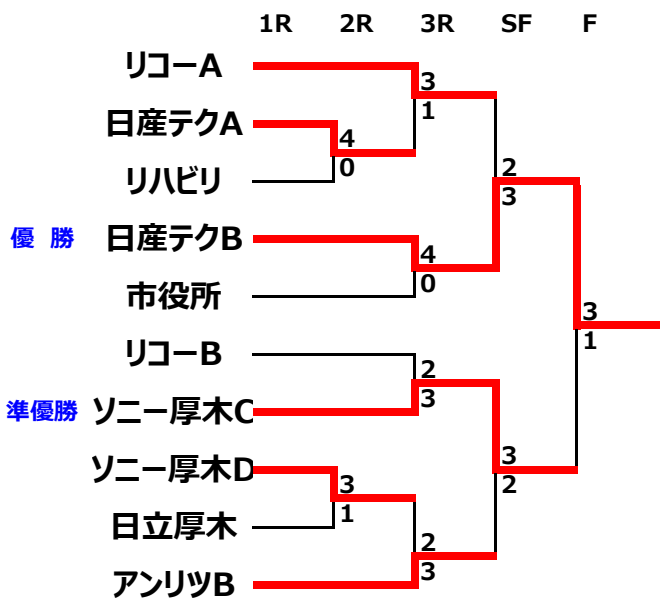 1R 2R 3R SF F
リコーA
3
1
日産テクA
4
0
リハビリ
2
3
優 勝 日産テクB
4
0
市役所
3
1
リコーB
2
3
準優勝 ソニー厚木C
ソニー厚木D
3
2
3
1
日立厚木
2
3
アンリツB